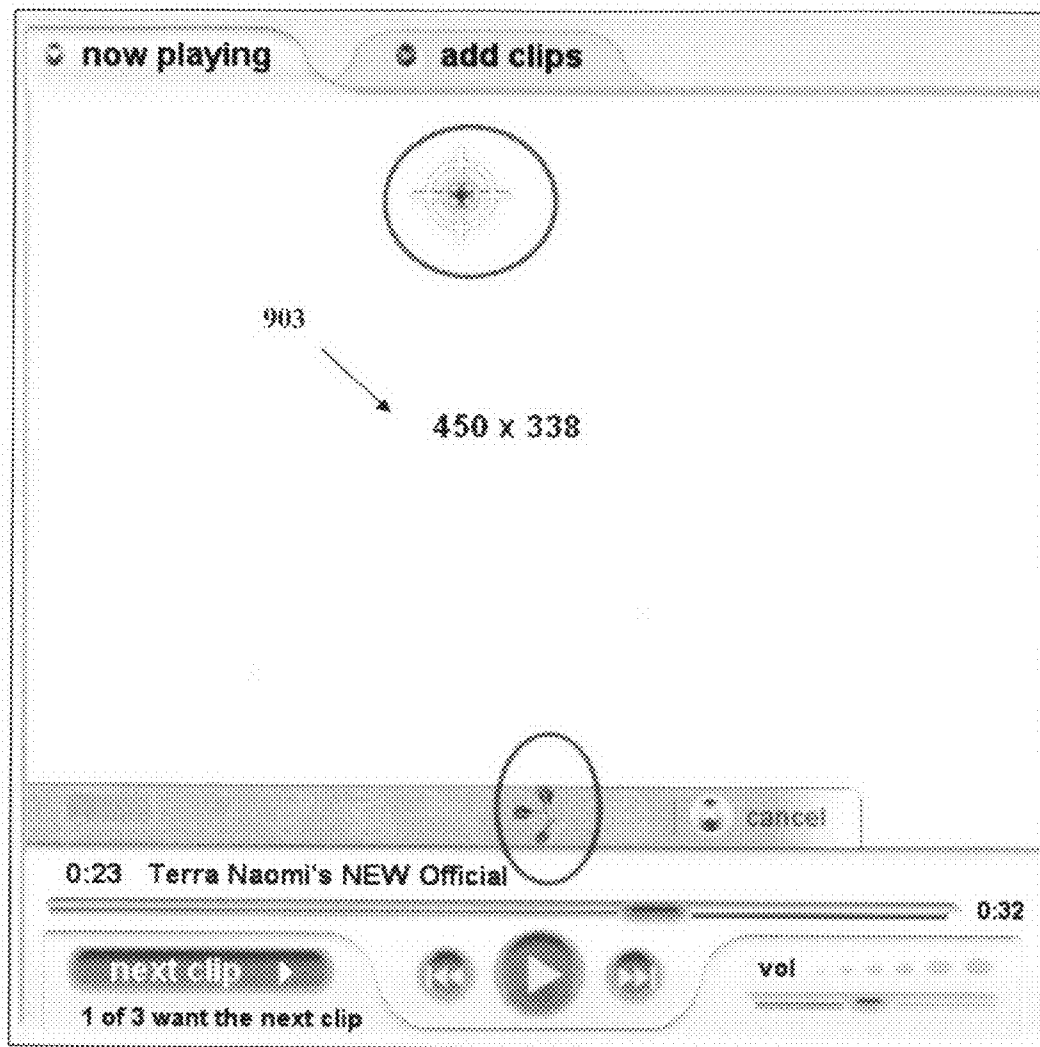 now playing
add clips
903
450 x 338
cancel
0:23 Terra Naomi's NEW Official
0:32
next clip
vol
1 of 3 want the next clip